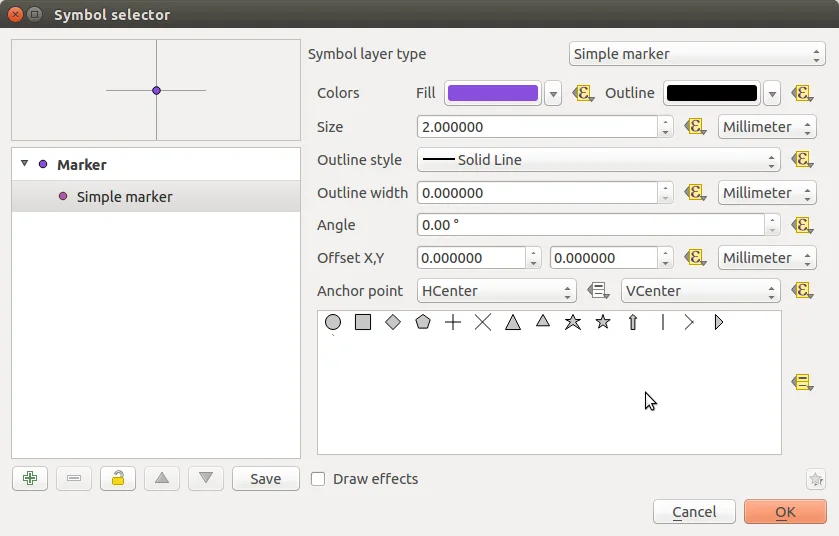 Symbol selector
Symbol layer type Simple marker
Colors Fill Outline
Size 2.000000 Millimeter
Outline style Solid Line
Outline width 0.000000 Millimeter
Angle 0.00 °
Offset X,Y 0.000000 0.000000 Millimeter
Anchor point HCenter VCenter
Marker
Simple marker
Save
Draw effects
Cancel
OK